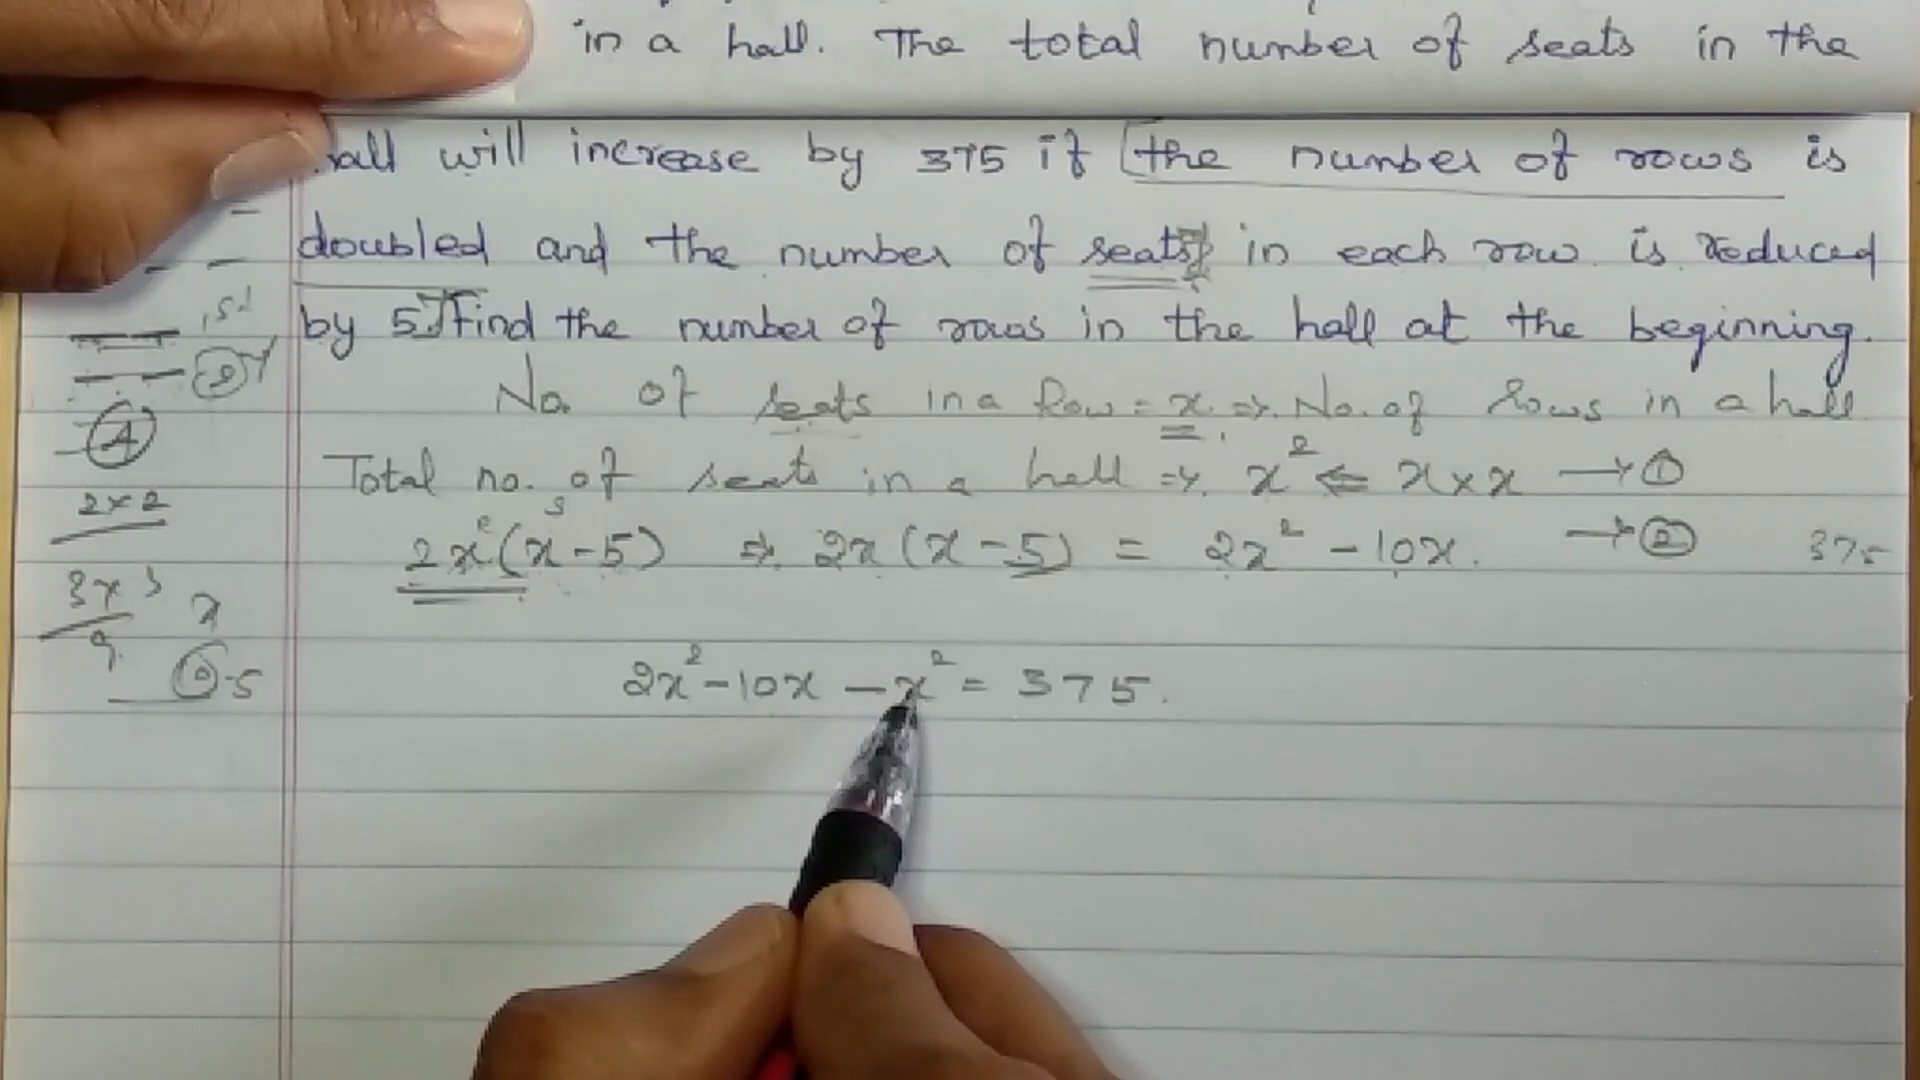 in a hall. The total number of seats in the
hall will increase by 375 if the number of rows is
doubled and the number of seats in each row is reduced
by 5. Find the number of rows in the hall at the beginning.
No. of seats in a Row = x. ⇒ No. of Rows in a hall
Total no. of seats in a hall ⇒ x² ⇐ x×x → ①
2x(x-5) ⇒ 2x(x-5) = 2x² - 10x. → ② 375
2x² - 10x - x² = 375.
4
2×2
3×3
9
x